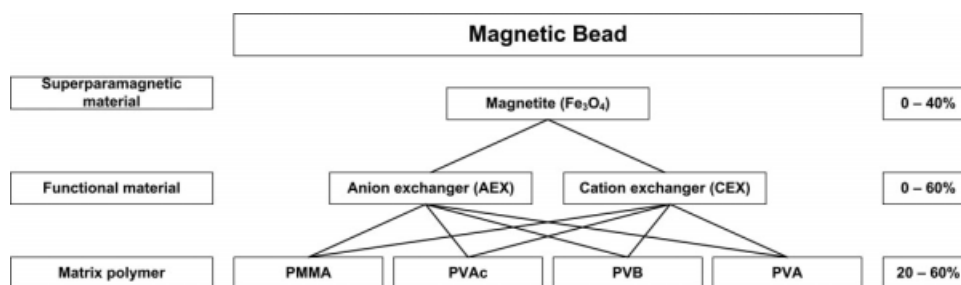 Magnetic Bead
Superparamagnetic
material
Magnetite (Fe₃O₄)
0 – 40%
Functional material
Anion exchanger (AEX)
Cation exchanger (CEX)
0 – 60%
Matrix polymer
PMMA
PVAc
PVB
PVA
20 – 60%